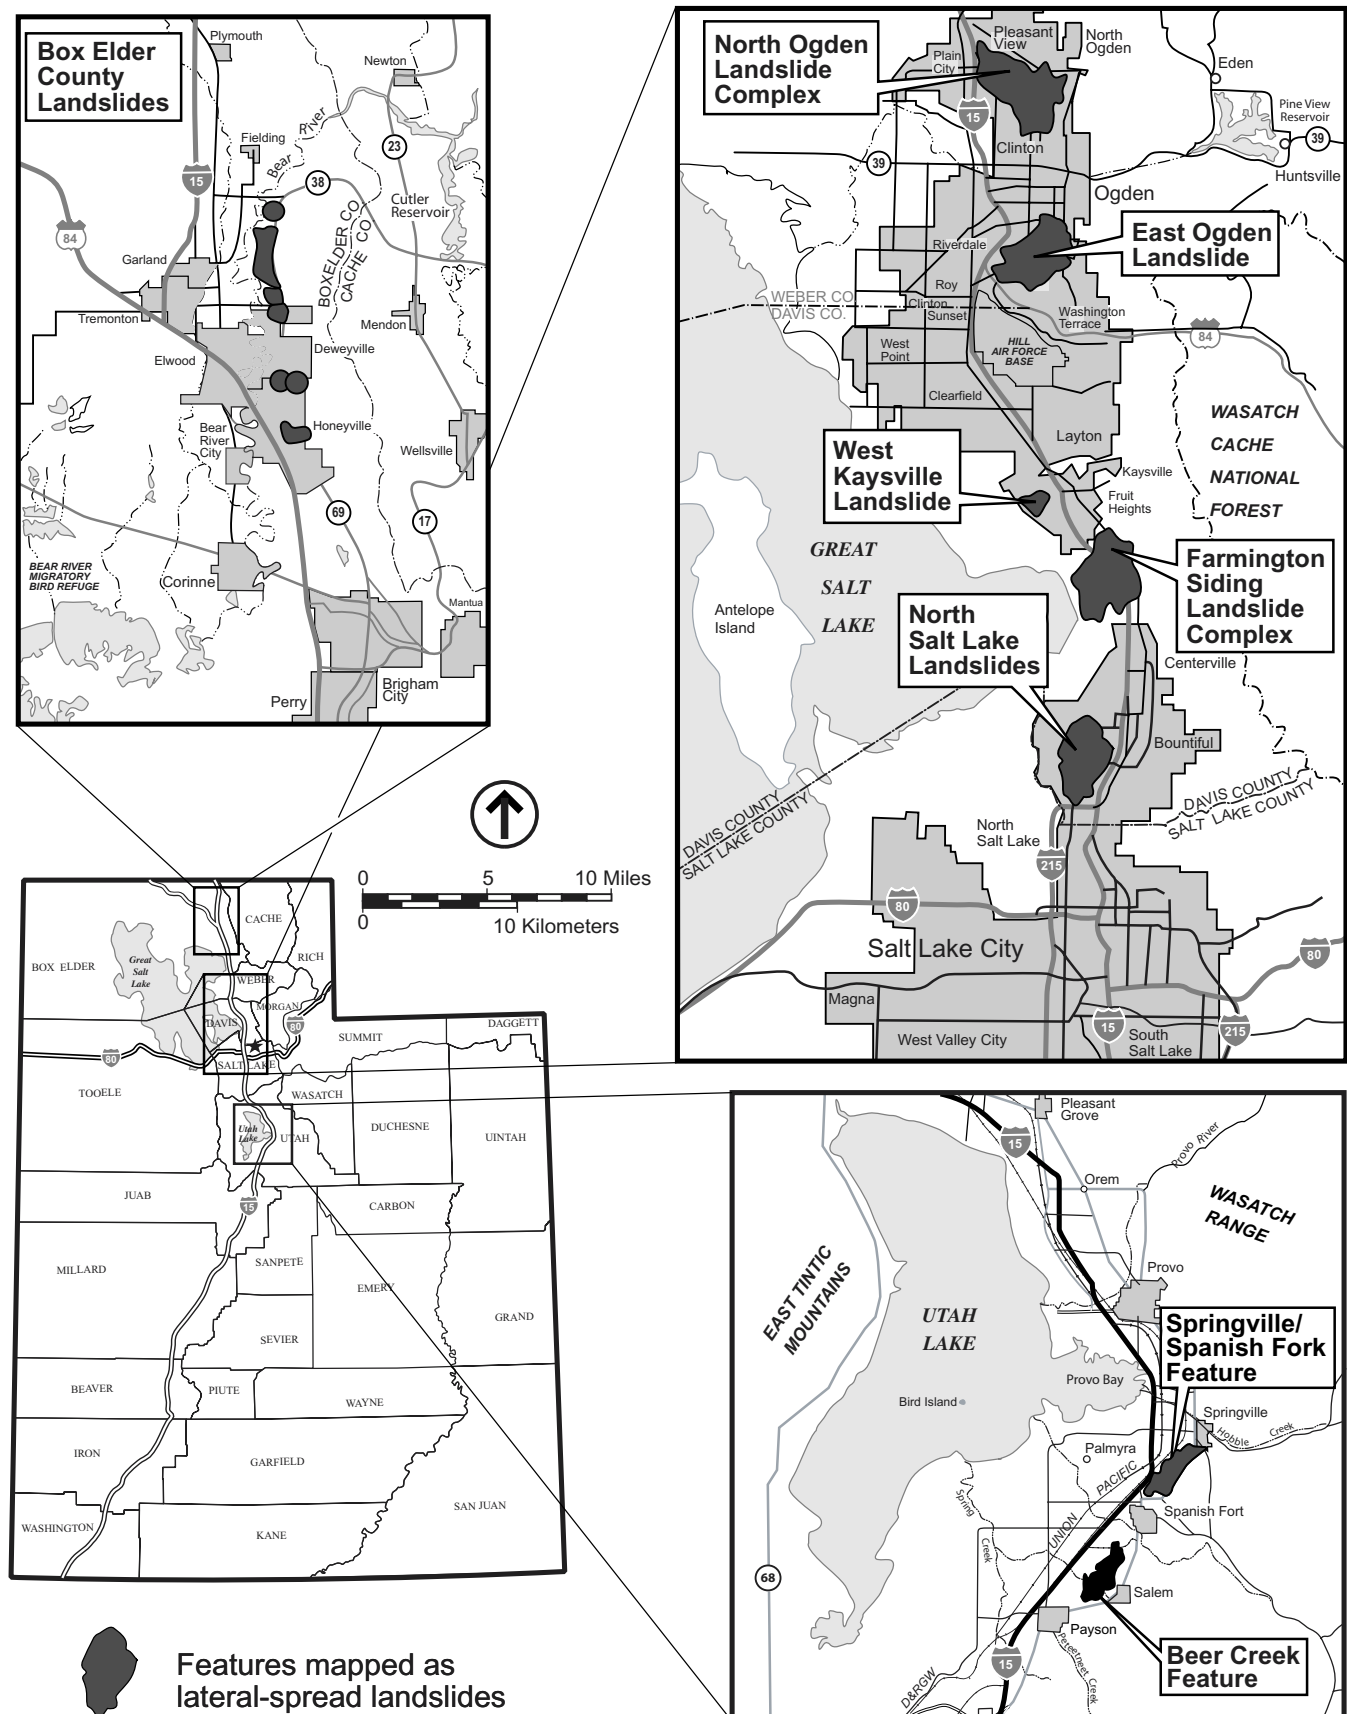 Box Elder
County
Landslides
Plymouth
Newton
Fielding
Bear
River
23
38
15
Cutler
Reservoir
84
BOXELDER CO.
CACHE CO.
Garland
Tremonton
Mendon
Elwood
Deweyville
Bear
River
City
Honeyville
Wellsville
69
17
BEAR RIVER
MIGRATORY
BIRD REFUGE
Corinne
Mantua
Brigham
City
Perry
North Ogden
Landslide
Complex
Pleasant
View
North
Ogden
Plain
City
Eden
Pine View
Reservoir
15
39
39
Clinton
Huntsville
Ogden
East Ogden
Landslide
Riverdale
Roy
WEBER CO.
DAVIS CO.
Clinton
Sunset
Washington
Terrace
84
West
Point
HILL
AIR FORCE
BASE
Clearfield
WASATCH
CACHE
NATIONAL
FOREST
Layton
West
Kaysville
Landslide
Kaysville
Fruit
Heights
GREAT
SALT
LAKE
Farmington
Siding
Landslide
Complex
Antelope
Island
North
Salt Lake
Landslides
Centerville
Bountiful
DAVIS COUNTY
SALT LAKE COUNTY
DAVIS COUNTY
SALT LAKE COUNTY
North
Salt Lake
215
80
Salt Lake City
80
Magna
West Valley City
15
South
Salt Lake
215
0 5 10 Miles
0 10 Kilometers
CACHE
BOX ELDER
Great
Salt
Lake
RICH
WEBER
MORGAN
DAVIS
80
80
SUMMIT
DAGGETT
SALT LAKE
TOOELE
WASATCH
Utah
Lake
UTAH
DUCHESNE
UINTAH
JUAB
15
CARBON
MILLARD
SANPETE
EMERY
GRAND
SEVIER
BEAVER
PIUTE
WAYNE
IRON
GARFIELD
SAN JUAN
WASHINGTON
KANE
Pleasant
Grove
15
Provo River
Orem
WASATCH
RANGE
EAST TINTIC
MOUNTAINS
Provo
UTAH
LAKE
Springville/
Spanish Fork
Feature
Provo Bay
Bird Island
Springville
Hobble Creek
Palmyra
UNION PACIFIC
Spring
Creek
Spanish Fort
68
Salem
Payson
Peteetneet Creek
Beer Creek
Feature
15
D&RGW
Features mapped as
lateral-spread landslides